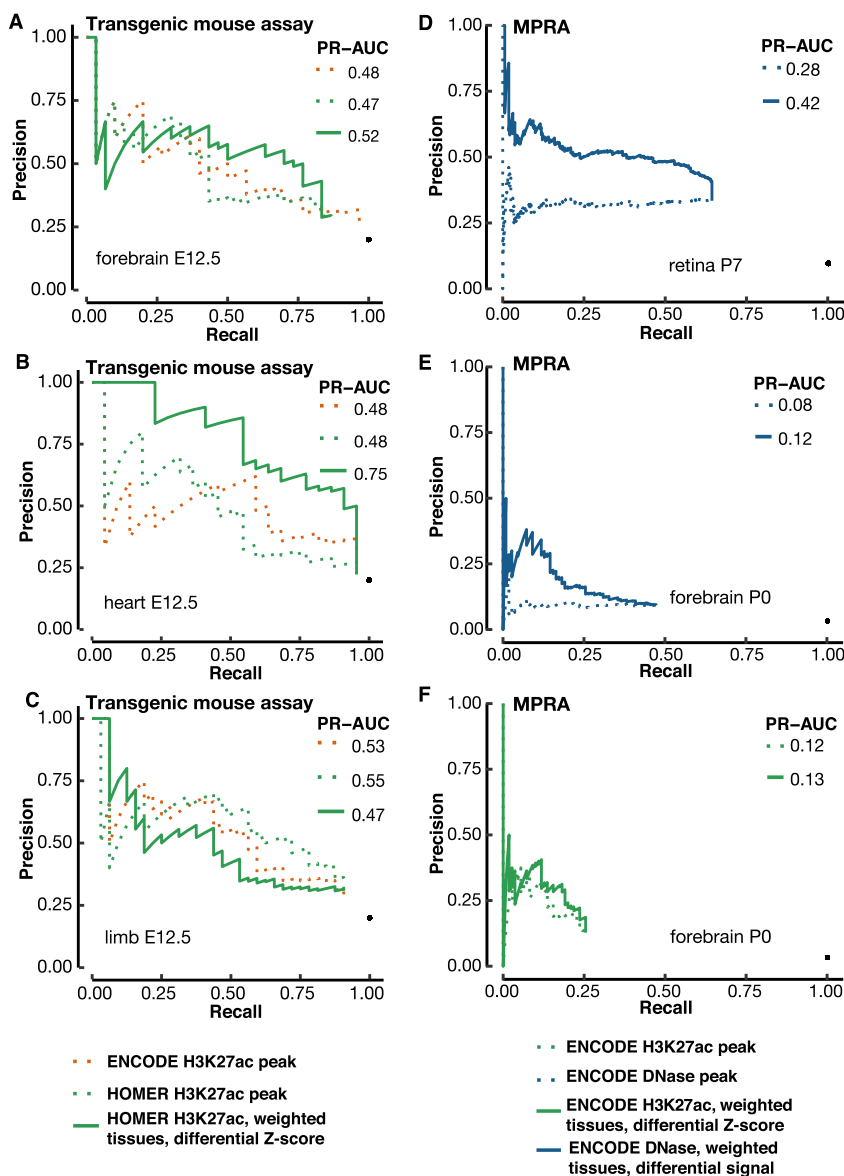 A
Transgenic mouse assay
PR-AUC
0.48
0.47
0.52
1.00
0.75
0.50
0.25
0.00
Precision
forebrain E12.5
0.00 0.25 0.50 0.75 1.00
Recall
B
Transgenic mouse assay
PR-AUC
0.48
0.48
0.75
1.00
0.75
0.50
0.25
0.00
Precision
heart E12.5
0.00 0.25 0.50 0.75 1.00
Recall
C
Transgenic mouse assay
PR-AUC
0.53
0.55
0.47
1.00
0.75
0.50
0.25
0.00
Precision
limb E12.5
0.00 0.25 0.50 0.75 1.00
Recall
ENCODE H3K27ac peak
HOMER H3K27ac peak
HOMER H3K27ac, weighted
tissues, differential Z-score
D
MPRA
PR-AUC
0.28
0.42
1.00
0.75
0.50
0.25
0.00
Precision
retina P7
0.00 0.25 0.50 0.75 1.00
Recall
E
MPRA
PR-AUC
0.08
0.12
1.00
0.75
0.50
0.25
0.00
Precision
forebrain P0
0.00 0.25 0.50 0.75 1.00
Recall
F
MPRA
PR-AUC
0.12
0.13
1.00
0.75
0.50
0.25
0.00
Precision
forebrain P0
0.00 0.25 0.50 0.75 1.00
Recall
ENCODE H3K27ac peak
ENCODE DNase peak
ENCODE H3K27ac, weighted
tissues, differential Z-score
ENCODE DNase, weighted
tissues, differential signal